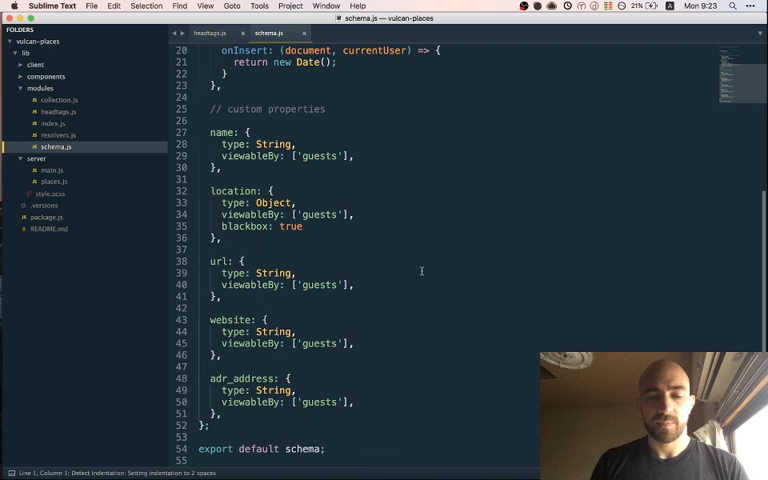 Sublime Text File Edit Selection Find View Goto Tools Project Window Help 21% Mon 9:23
schema.js — vulcan-places
FOLDERS
vulcan-places
lib
client
components
modules
collection.js
headtags.js
index.js
resolvers.js
schema.js
server
main.js
places.js
style.scss
.versions
package.js
README.md
headtags.js × schema.js ×
20 onInsert: (document, currentUser) => {
21 return new Date();
22 }
23 },
24
25 // custom properties
26
27 name: {
28 type: String,
29 viewableBy: ['guests'],
30 },
31
32 location: {
33 type: Object,
34 viewableBy: ['guests'],
35 blackbox: true
36 },
37
38 url: {
39 type: String,
40 viewableBy: ['guests'],
41 },
42
43 website: {
44 type: String,
45 viewableBy: ['guests'],
46 },
47
48 adr_address: {
49 type: String,
50 viewableBy: ['guests'],
51 },
52 };
53
54 export default schema;
55
Line 1, Column 1; Detect Indentation: Setting indentation to 2 spaces